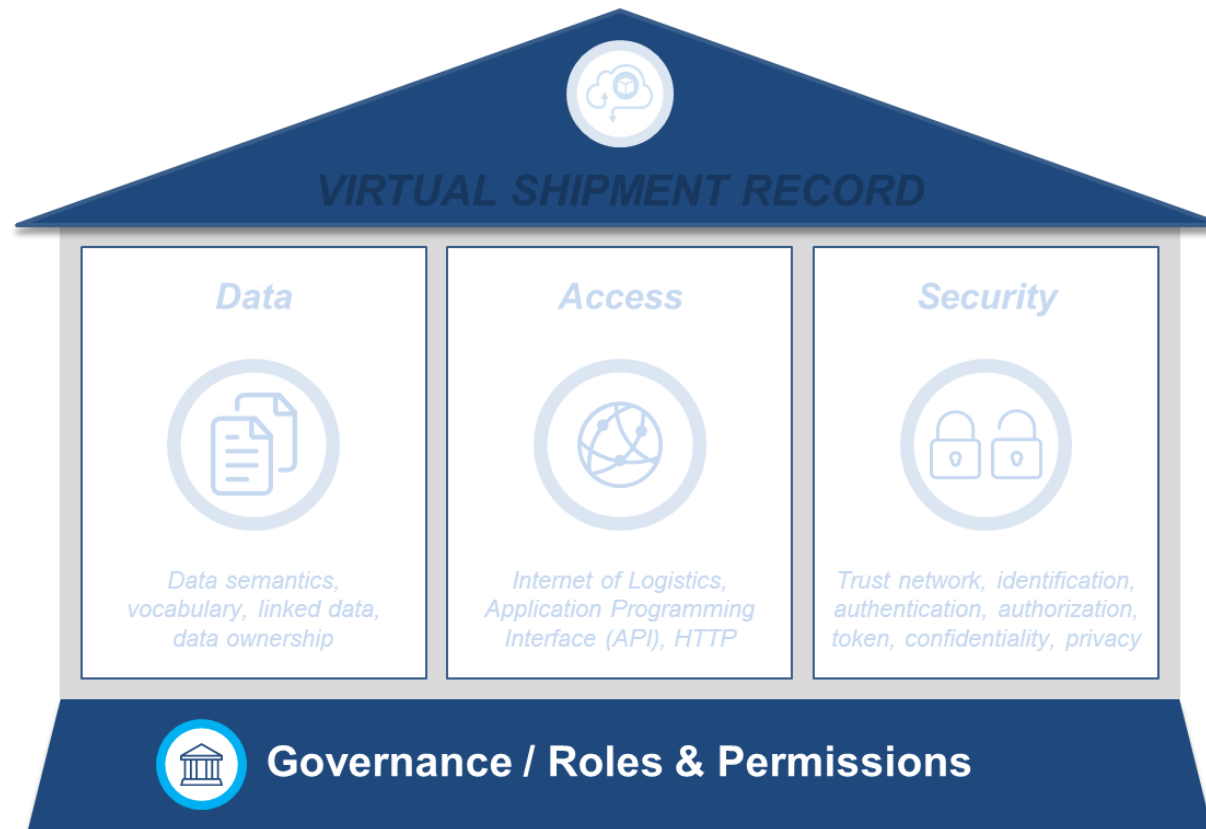 VIRTUAL SHIPMENT RECORD
Data
Data semantics,
vocabulary, linked data,
data ownership
Access
Internet of Logistics,
Application Programming
Interface (API), HTTP
Security
Trust network, identification,
authentication, authorization,
token, confidentiality, privacy
Governance / Roles & Permissions